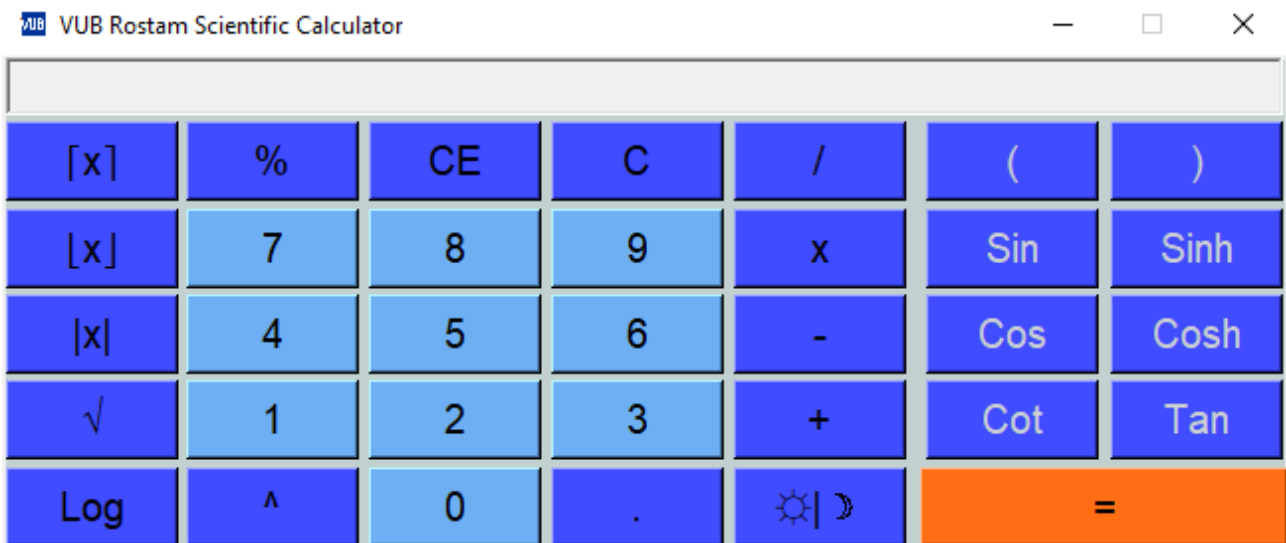 VUB VUB Rostam Scientific Calculator
⌈x⌉ % CE C / ( )
⌊x⌋ 7 8 9 x Sin Sinh
|x| 4 5 6 - Cos Cosh
√ 1 2 3 + Cot Tan
Log ^ 0 . ☼|☽ =